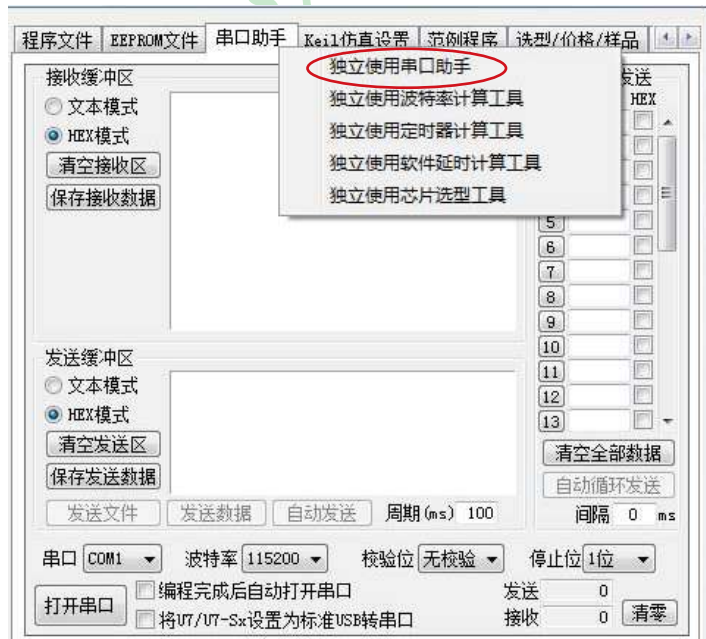 程序文件 EEPROM文件 串口助手 Keil仿真设置 范例程序 选型/价格/样品
独立使用串口助手
独立使用波特率计算工具
独立使用定时器计算工具
独立使用软件延时计算工具
独立使用芯片选型工具
接收缓冲区
文本模式
HEX模式
清空接收区
保存接收数据
发送
HEX
5
6
7
8
9
10
11
12
13
清空全部数据
自动循环发送
间隔 0 ms
发送缓冲区
文本模式
HEX模式
清空发送区
保存发送数据
发送文件 发送数据 自动发送 周期(ms) 100
串口 COM1 波特率 115200 校验位 无校验 停止位 1位
打开串口
编程完成后自动打开串口
将U7/U7-Sx设置为标准USB转串口
发送 0
接收 0
清零